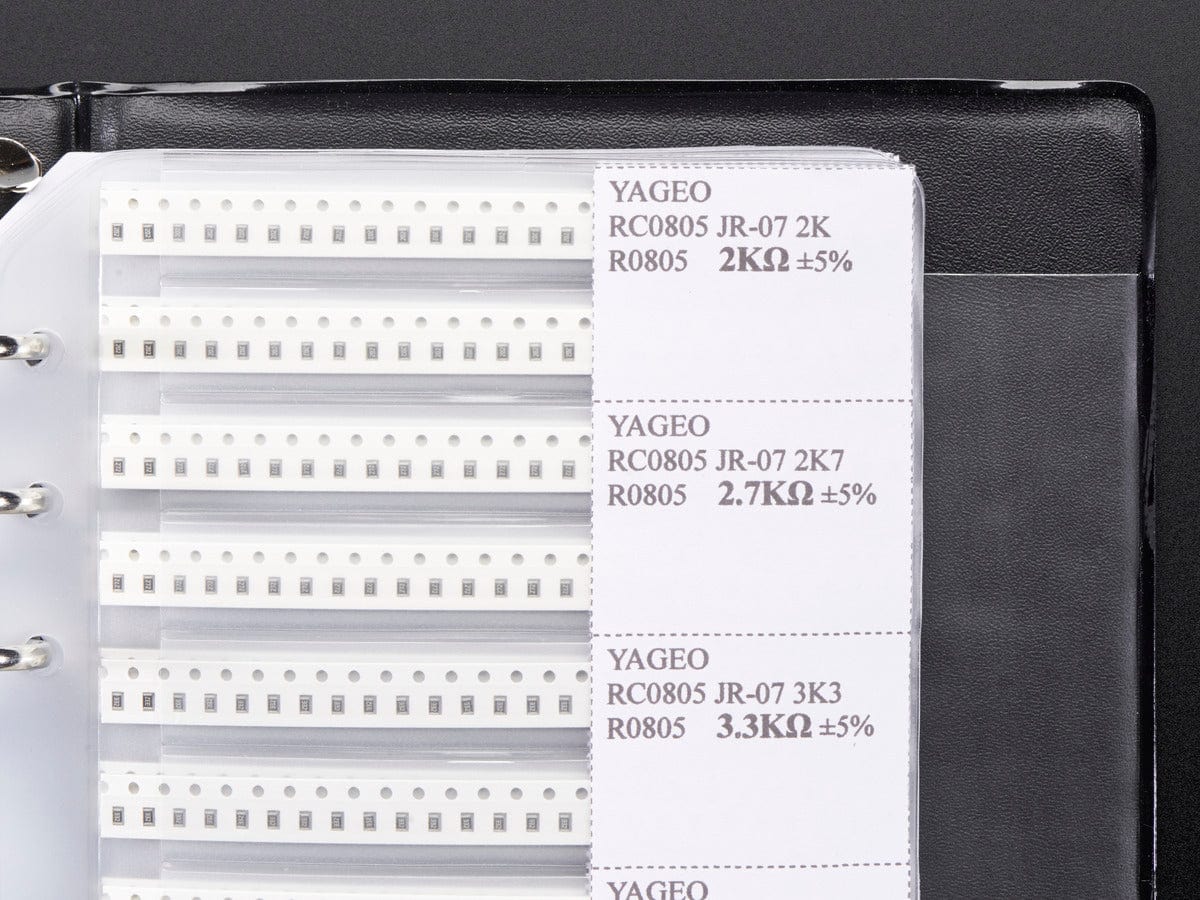 YAGEO
RC0805 JR-07 2K
R0805 2KΩ ±5%
YAGEO
RC0805 JR-07 2K7
R0805 2.7KΩ ±5%
YAGEO
RC0805 JR-07 3K3
R0805 3.3KΩ ±5%
YAGEO